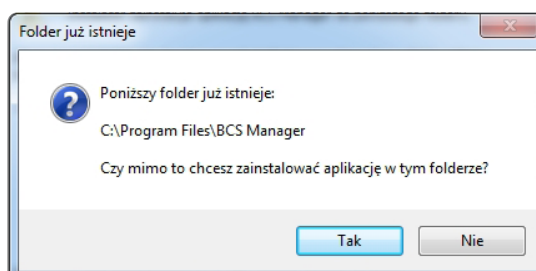 Folder już istnieje
Poniższy folder już istnieje:
C:\Program Files\BCS Manager
Czy mimo to chcesz zainstalować aplikację w tym folderze?
Tak
Nie